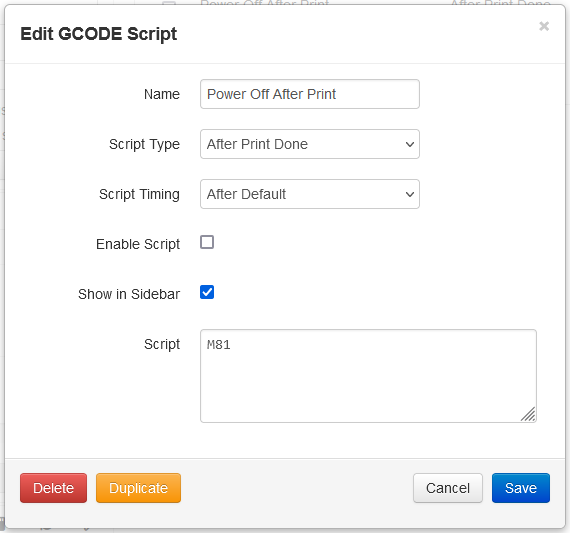 Power Off After Print After Print Done
Edit GCODE Script
×
Name Power Off After Print
Script Type After Print Done
Script Timing After Default
Enable Script
Show in Sidebar
Script M81
Delete Duplicate Cancel Save